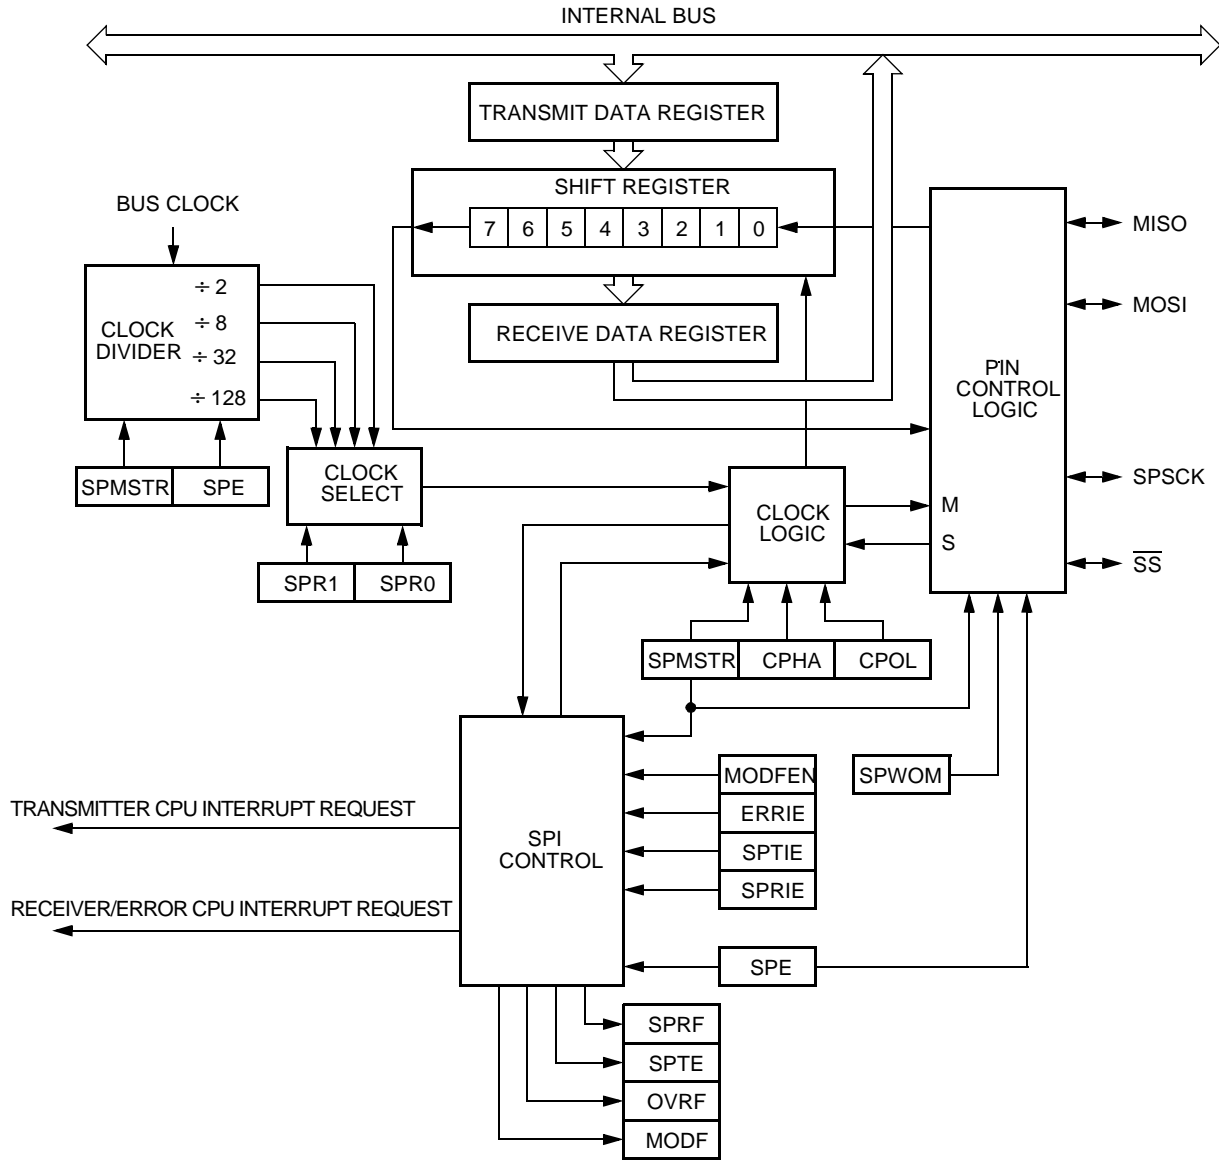 INTERNAL BUS
TRANSMIT DATA REGISTER
SHIFT REGISTER
7 6 5 4 3 2 1 0
BUS CLOCK
CLOCK DIVIDER
÷ 2
÷ 8
÷ 32
÷ 128
RECEIVE DATA REGISTER
PIN
CONTROL
LOGIC
MISO
MOSI
SPSCK
SS
M
S
SPMSTR SPE
CLOCK
SELECT
SPR1 SPR0
CLOCK
LOGIC
SPMSTR CPHA CPOL
MODFEN
ERRIE
SPTIE
SPRIE
SPWOM
TRANSMITTER CPU INTERRUPT REQUEST
RECEIVER/ERROR CPU INTERRUPT REQUEST
SPI
CONTROL
SPE
SPRF
SPTE
OVRF
MODF